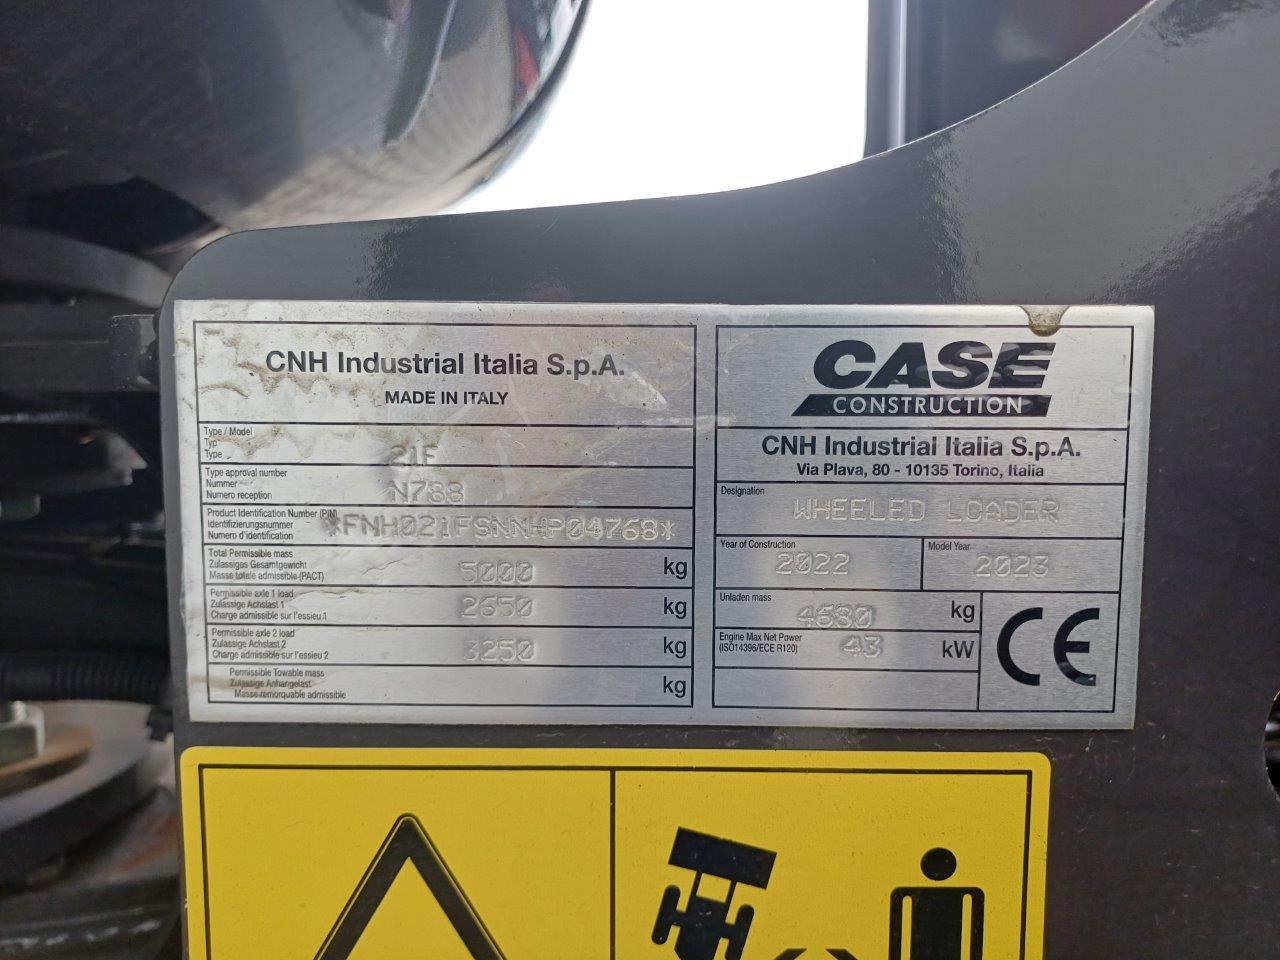 CNH Industrial Italia S.p.A.
MADE IN ITALY
Type / Model
Typ
Type
21F
Type approval number
Nummer
Numero reception
N788
Product Identification Number (PIN)
Identifizierungsnummer
Numero d'identification
*FNH021FSNNHP04768*
Total Permissible mass
Zulassiges Gesamtgewicht
Masse totale admissible (PACT)
5000 kg
Permissible axle 1 load
Zulässige Achslast 1
Charge admissible sur l'essieu 1
2650 kg
Permissible axle 2 load
Zulässige Achslast 2
Charge admissible sur l'essieu 2
3250 kg
Permissible Towable mass
Zulassige Anhangelast
Masse remorquable admissible
kg
CASE
CONSTRUCTION
CNH Industrial Italia S.p.A.
Via Plava, 80 - 10135 Torino, Italia
Designation
WHEELED LOADER
Year of Construction
2022
Model Year
2023
Unladen mass
4680 kg
Engine Max Net Power
(ISO14396/ECE R120)
43 kW
CE